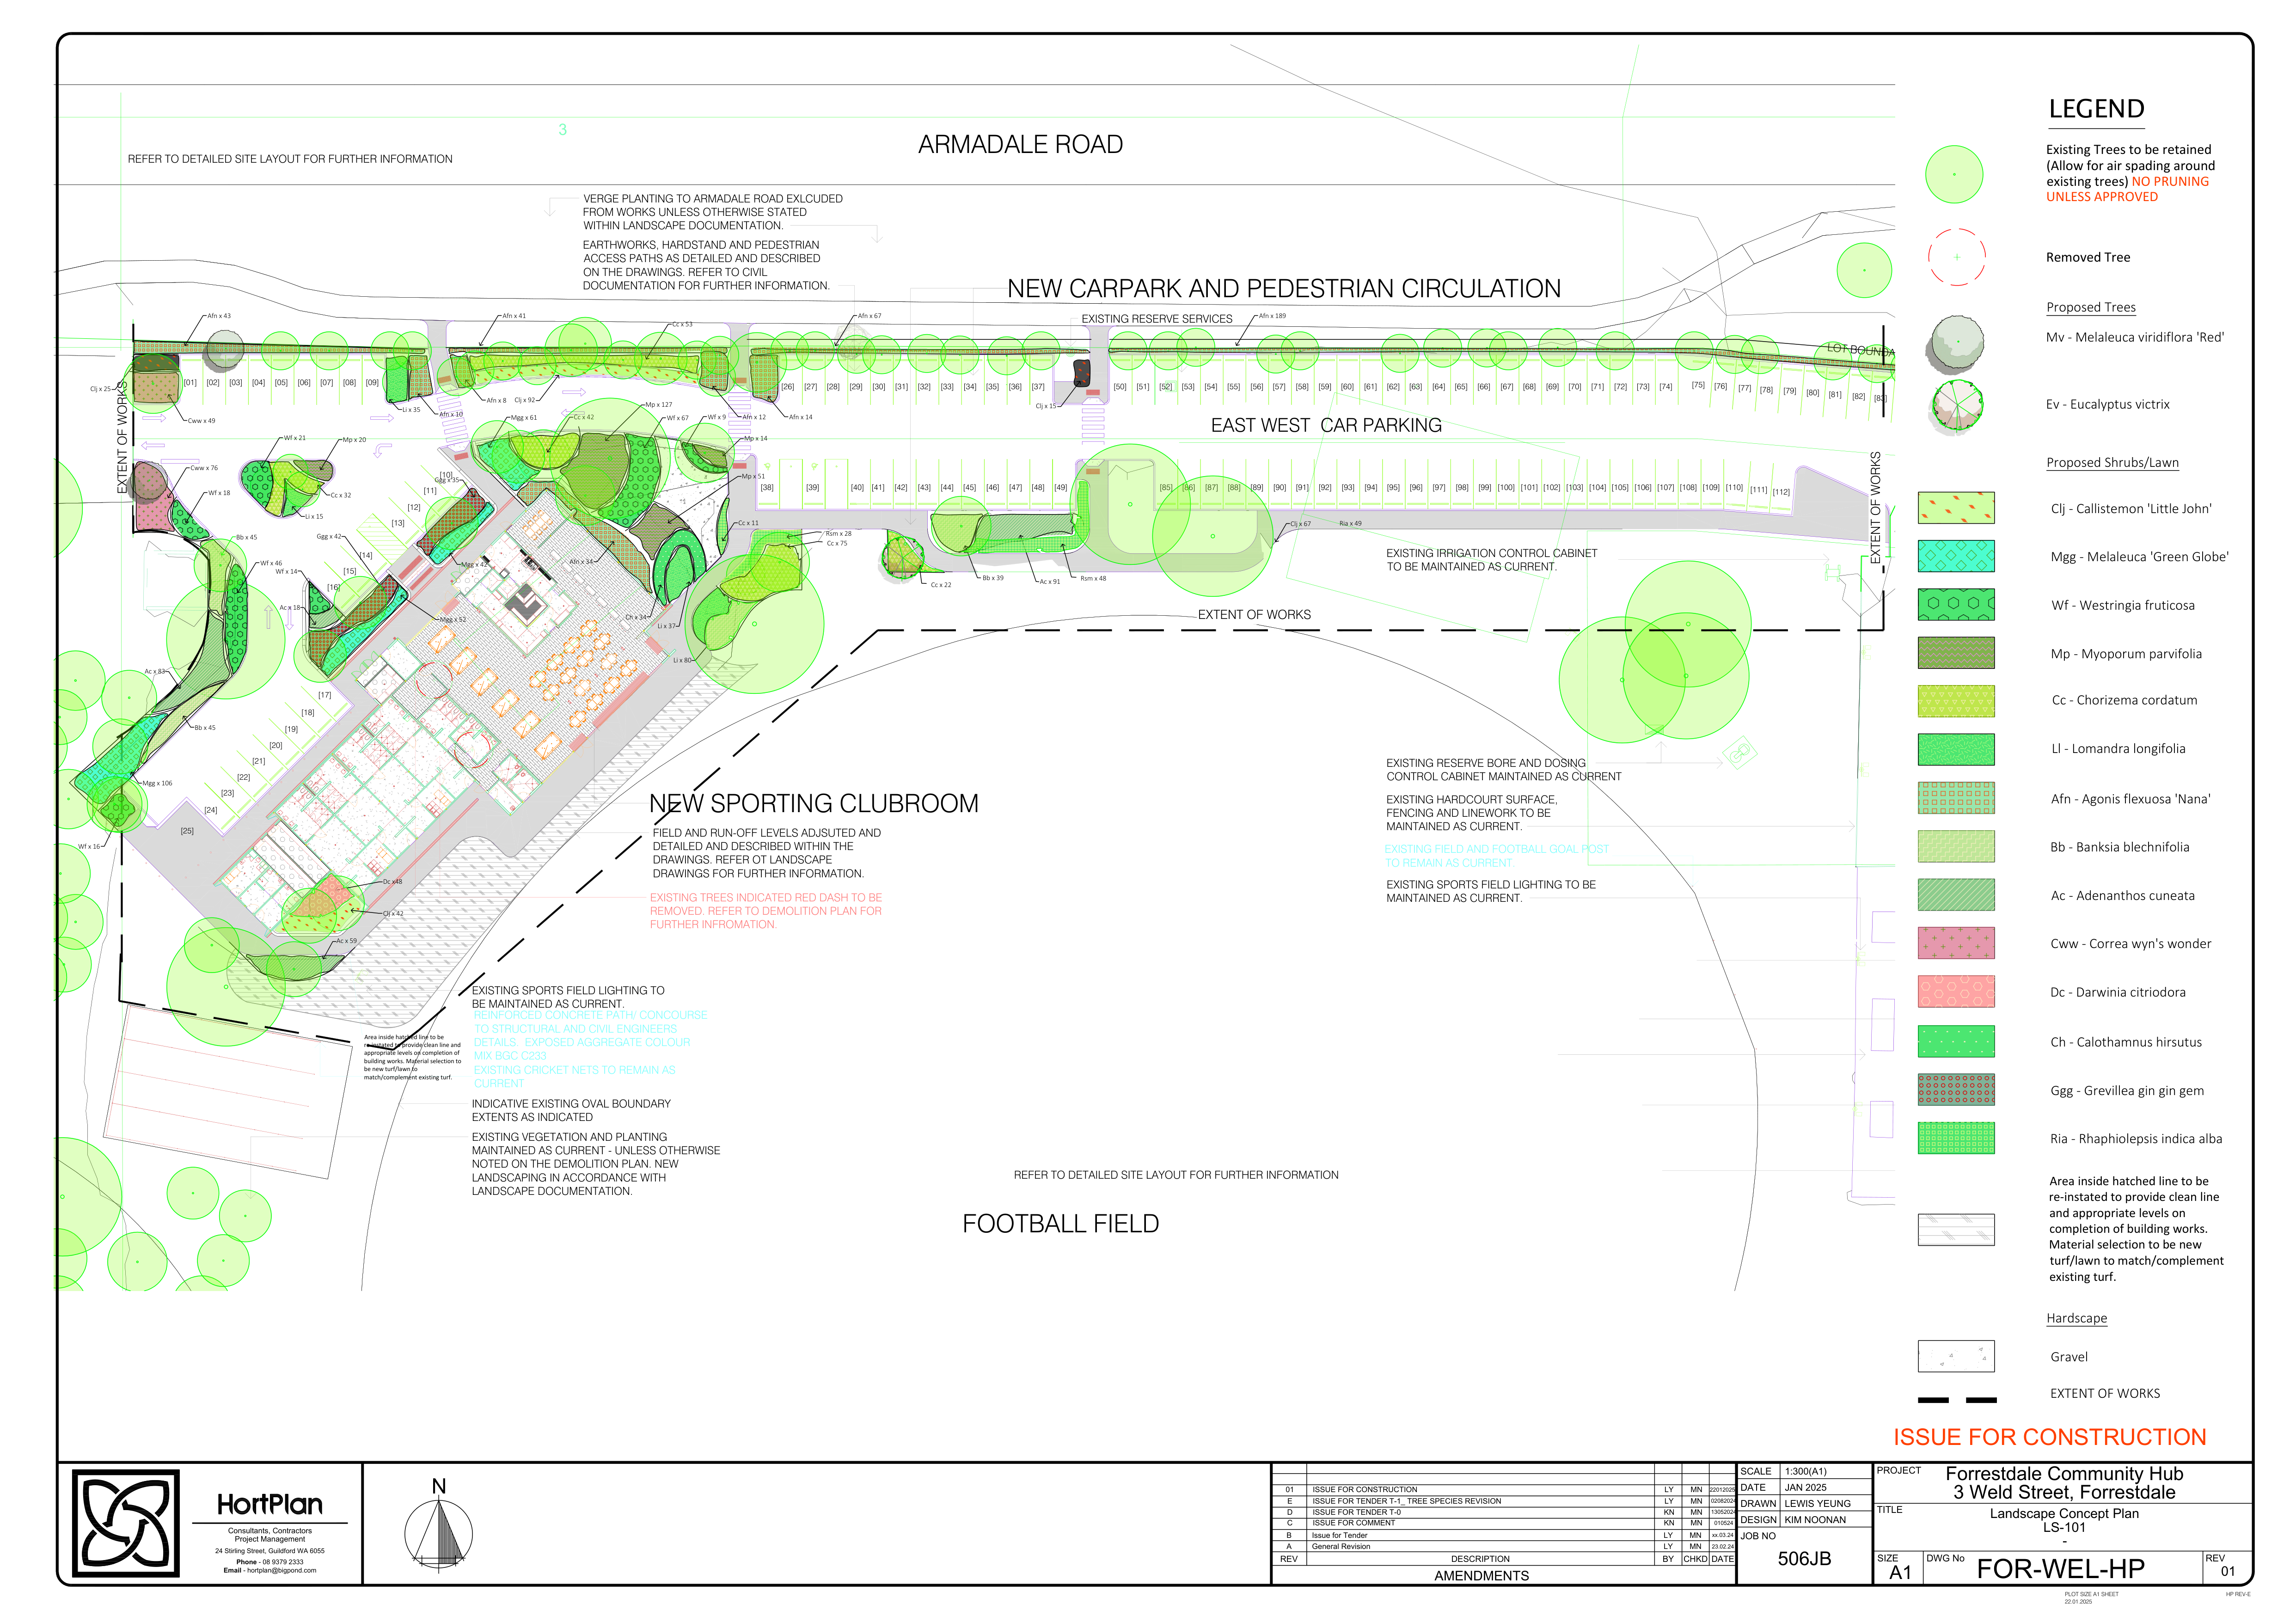 ARMADALE ROAD
3
REFER TO DETAILED SITE LAYOUT FOR FURTHER INFORMATION
VERGE PLANTING TO ARMADALE ROAD EXLCUDED
FROM WORKS UNLESS OTHERWISE STATED
WITHIN LANDSCAPE DOCUMENTATION.
EARTHWORKS, HARDSTAND AND PEDESTRIAN
ACCESS PATHS AS DETAILED AND DESCRIBED
ON THE DRAWINGS. REFER TO CIVIL
DOCUMENTATION FOR FURTHER INFORMATION.
NEW CARPARK AND PEDESTRIAN CIRCULATION
EXISTING RESERVE SERVICES
Afn x 43
Afn x 41
Cc x 53
Afn x 67
Afn x 189
LOT BOUNDA
Clj x 25
EXTENT OF WORKS
[01] [02] [03] [04] [05] [06] [07] [08] [09]
[26] [27] [28] [29] [30] [31] [32] [33] [34] [35] [36] [37]
[50] [51] [52] [53] [54] [55] [56] [57] [58] [59] [60] [61] [62] [63] [64] [65] [66] [67] [68] [69] [70] [71] [72] [73] [74] [75] [76] [77] [78] [79] [80] [81] [82] [83]
Cww x 49
Li x 35
Afn x 10
Afn x 8
Clj x 92
Mgg x 61
Cc x 42
Mp x 127
Wf x 67
Wf x 9
Afn x 12
Afn x 14
Clj x 15
EAST WEST CAR PARKING
Wf x 21
Mp x 20
Mp x 14
Cww x 76
Wf x 18
Cc x 32
Li x 15
[10]
Ggg x 35
[11]
[12]
[13]
[14]
[15]
[16]
Mp x 51
[38] [39] [40] [41] [42] [43] [44] [45] [46] [47] [48] [49]
[85] [86] [87] [88] [89] [90] [91] [92] [93] [94] [95] [96] [97] [98] [99] [100] [101] [102] [103] [104] [105] [106] [107] [108] [109] [110] [111] [112]
EXTENT OF WORKS
Cc x 11
Clj x 67
Ria x 49
Rsm x 28
Cc x 75
Bb x 45
Ggg x 42
Wf x 46
Wf x 14
Mgg x 42
Afn x 34
Ac x 18
Mgg x 52
Ch x 34
Li x 37
Li x 80
Cc x 22
Bb x 39
Ac x 91
Rsm x 48
EXISTING IRRIGATION CONTROL CABINET
TO BE MAINTAINED AS CURRENT.
EXTENT OF WORKS
Ac x 83
Bb x 45
Mgg x 106
Wf x 16
[17]
[18]
[19]
[20]
[21]
[22]
[23]
[24]
[25]
Dc x48
Clj x 42
Ac x 59
EXISTING RESERVE BORE AND DOSING
CONTROL CABINET MAINTAINED AS CURRENT
EXISTING HARDCOURT SURFACE,
FENCING AND LINEWORK TO BE
MAINTAINED AS CURRENT.
EXISTING FIELD AND FOOTBALL GOAL POST
TO REMAIN AS CURRENT.
EXISTING SPORTS FIELD LIGHTING TO BE
MAINTAINED AS CURRENT.
NEW SPORTING CLUBROOM
FIELD AND RUN-OFF LEVELS ADJSUTED AND
DETAILED AND DESCRIBED WITHIN THE
DRAWINGS. REFER OT LANDSCAPE
DRAWINGS FOR FURTHER INFORMATION.
EXISTING TREES INDICATED RED DASH TO BE
REMOVED. REFER TO DEMOLITION PLAN FOR
FURTHER INFROMATION.
EXISTING SPORTS FIELD LIGHTING TO
BE MAINTAINED AS CURRENT.
REINFORCED CONCRETE PATH/ CONCOURSE
TO STRUCTURAL AND CIVIL ENGINEERS
DETAILS - EXPOSED AGGREGATE COLOUR
MIX BGC C233
EXISTING CRICKET NETS TO REMAIN AS
CURRENT
Area inside hatched line to be
re-instated to provide clean line and
appropriate levels on completion of
building works. Material selection to
be new turf/lawn to
match/complement existing turf.
INDICATIVE EXISTING OVAL BOUNDARY
EXTENTS AS INDICATED
EXISTING VEGETATION AND PLANTING
MAINTAINED AS CURRENT - UNLESS OTHERWISE
NOTED ON THE DEMOLITION PLAN. NEW
LANDSCAPING IN ACCORDANCE WITH
LANDSCAPE DOCUMENTATION.
REFER TO DETAILED SITE LAYOUT FOR FURTHER INFORMATION
FOOTBALL FIELD
LEGEND
Existing Trees to be retained
(Allow for air spading around
existing trees) NO PRUNING
UNLESS APPROVED
Removed Tree
Proposed Trees
Mv - Melaleuca viridiflora 'Red'
Ev - Eucalyptus victrix
Proposed Shrubs/Lawn
Clj - Callistemon 'Little John'
Mgg - Melaleuca 'Green Globe'
Wf - Westringia fruticosa
Mp - Myoporum parvifolia
Cc - Chorizema cordatum
Ll - Lomandra longifolia
Afn - Agonis flexuosa 'Nana'
Bb - Banksia blechnifolia
Ac - Adenanthos cuneata
Cww - Correa wyn's wonder
Dc - Darwinia citriodora
Ch - Calothamnus hirsutus
Ggg - Grevillea gin gin gem
Ria - Rhaphiolepsis indica alba
Area inside hatched line to be
re-instated to provide clean line
and appropriate levels on
completion of building works.
Material selection to be new
turf/lawn to match/complement
existing turf.
Hardscape
Gravel
EXTENT OF WORKS
ISSUE FOR CONSTRUCTION
HortPlan
Consultants, Contractors
Project Management
24 Stirling Street, Guildford WA 6055
Phone - 08 9379 2333
Email - hortplan@bigpond.com
N
01 ISSUE FOR CONSTRUCTION LY MN 22012025
E ISSUE FOR TENDER T-1_ TREE SPECIES REVISION LY MN 02082024
D ISSUE FOR TENDER T-0 KN MN 13052024
C ISSUE FOR COMMENT KN MN 010524
B Issue for Tender LY MN xx.03.24
A General Revision LY MN 23.02.24
REV DESCRIPTION BY CHKD DATE
AMENDMENTS
SCALE 1:300(A1)
DATE JAN 2025
DRAWN LEWIS YEUNG
DESIGN KIM NOONAN
JOB NO
506JB
PROJECT
Forrestdale Community Hub
3 Weld Street, Forrestdale
TITLE
Landscape Concept Plan
LS-101
-
SIZE
A1
DWG No
FOR-WEL-HP
REV
01
PLOT SIZE A1 SHEET
22.01.2025
HP REV-E